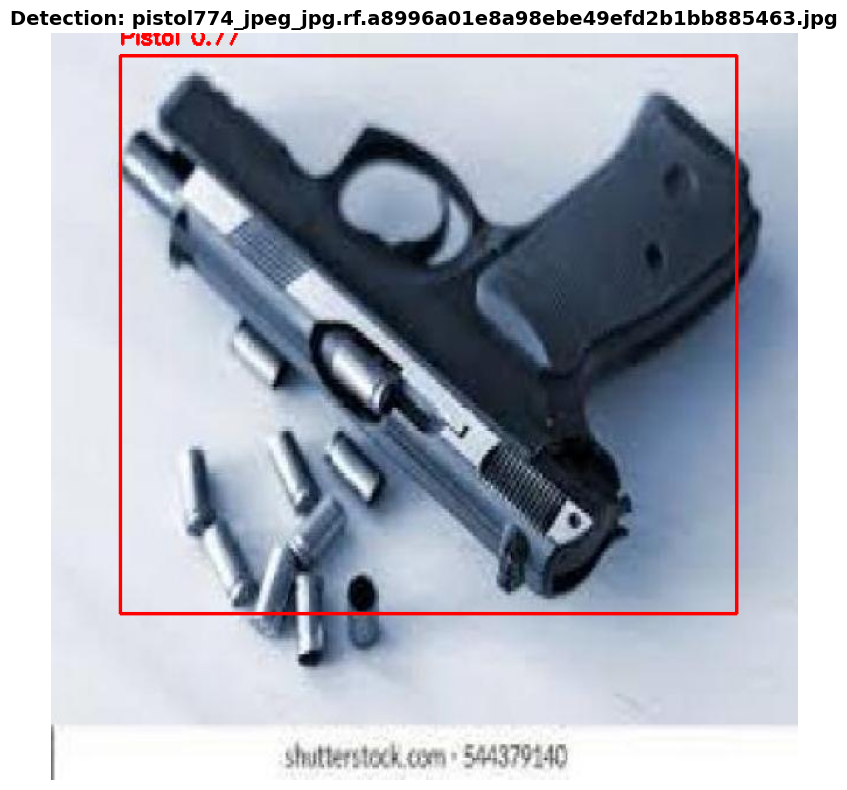 Detection: pistol774_jpeg_jpg.rf.a8996a01e8a98ebe49efd2b1bb885463.jpg
Pistol 0.77
shutterstock.com · 544379140